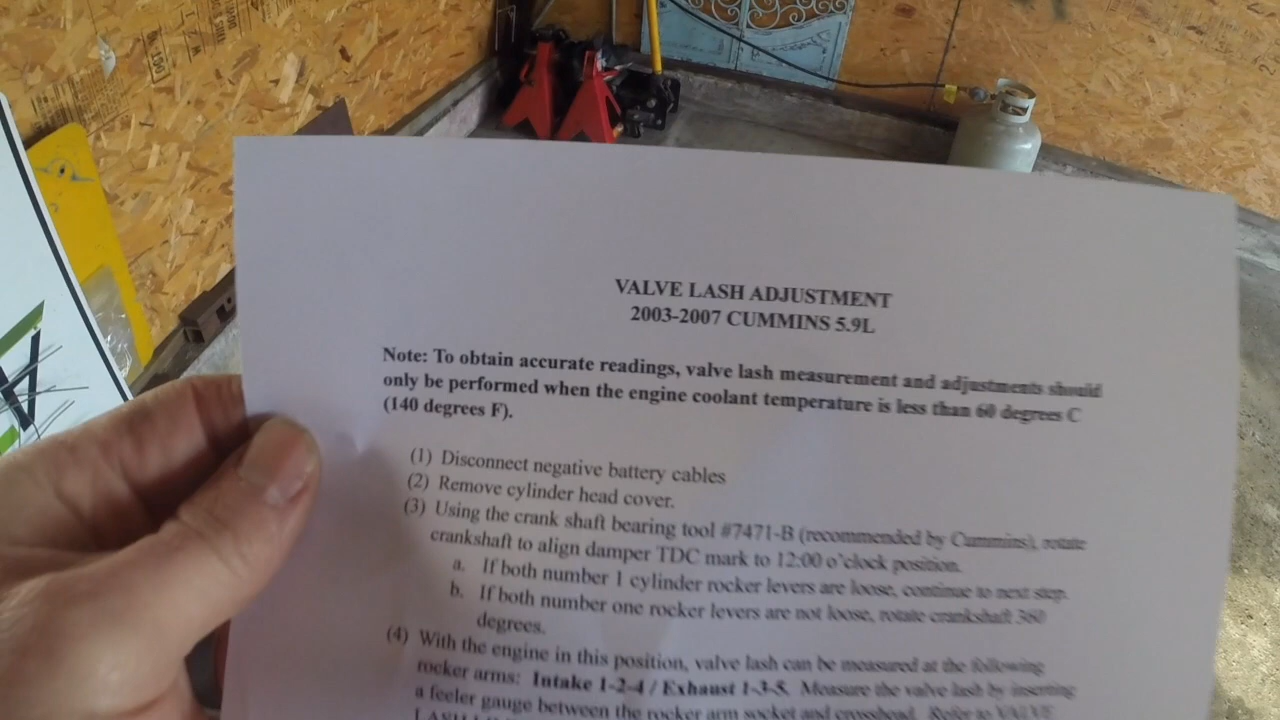 VALVE LASH ADJUSTMENT
2003-2007 CUMMINS 5.9L
Note: To obtain accurate readings, valve lash measurement and adjustments should
only be performed when the engine coolant temperature is less than 60 degrees C
(140 degrees F).
(1) Disconnect negative battery cables
(2) Remove cylinder head cover.
(3) Using the crank shaft bearing tool #7471-B (recommended by Cummins), rotate
crankshaft to align damper TDC mark to 12:00 o'clock position.
a. If both number 1 cylinder rocker levers are loose, continue to next step.
b. If both number one rocker levers are not loose, rotate crankshaft 360
degrees.
(4) With the engine in this position, valve lash can be measured at the following
rocker arms: Intake 1-2-4 / Exhaust 1-3-5. Measure the valve lash by inserting
a feeler gauge between the rocker arm socket and crosshead. Refer to VALVE